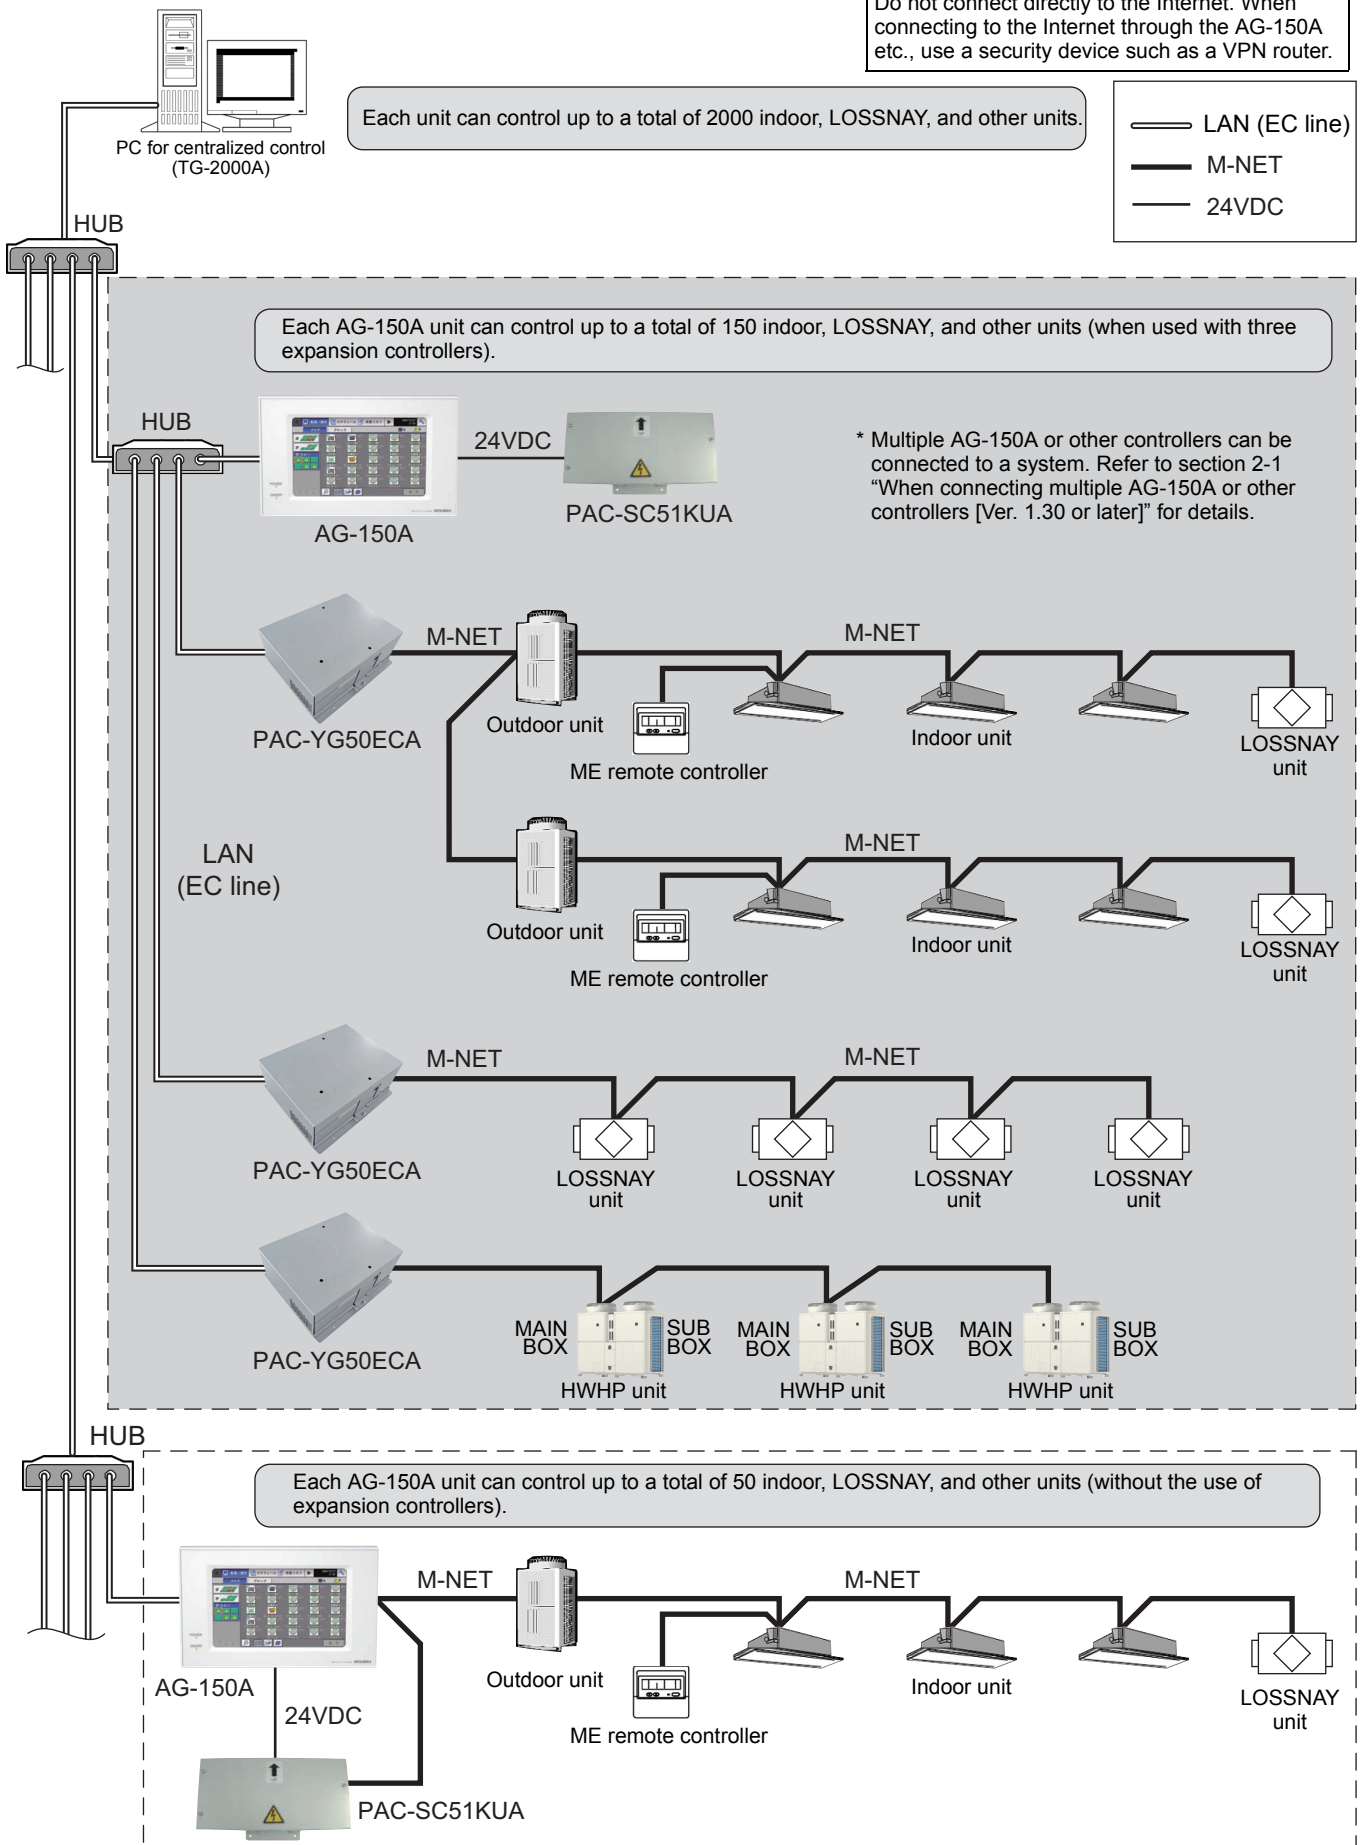 Do not connect directly to the Internet. When
connecting to the Internet through the AG-150A
etc., use a security device such as a VPN router.
Each unit can control up to a total of 2000 indoor, LOSSNAY, and other units.
LAN (EC line)
M-NET
24VDC
PC for centralized control
(TG-2000A)
HUB
Each AG-150A unit can control up to a total of 150 indoor, LOSSNAY, and other units (when used with three
expansion controllers).
HUB
24VDC
AG-150A
PAC-SC51KUA
* Multiple AG-150A or other controllers can be
connected to a system. Refer to section 2-1
“When connecting multiple AG-150A or other
controllers [Ver. 1.30 or later]” for details.
M-NET
M-NET
PAC-YG50ECA
Outdoor unit
ME remote controller
Indoor unit
LOSSNAY
unit
LAN
(EC line)
M-NET
Outdoor unit
ME remote controller
Indoor unit
LOSSNAY
unit
M-NET
M-NET
PAC-YG50ECA
LOSSNAY
unit
LOSSNAY
unit
LOSSNAY
unit
LOSSNAY
unit
PAC-YG50ECA
MAIN
BOX
SUB
BOX
MAIN
BOX
SUB
BOX
MAIN
BOX
SUB
BOX
HWHP unit
HWHP unit
HWHP unit
HUB
Each AG-150A unit can control up to a total of 50 indoor, LOSSNAY, and other units (without the use of
expansion controllers).
M-NET
M-NET
AG-150A
24VDC
Outdoor unit
ME remote controller
Indoor unit
LOSSNAY
unit
PAC-SC51KUA